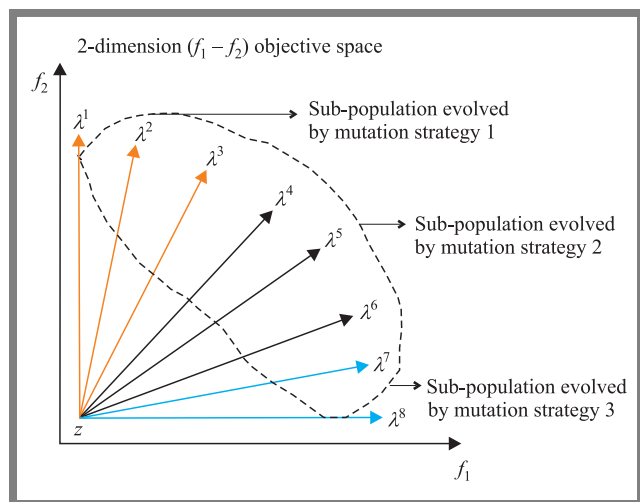 2-dimension (f₁ – f₂) objective space
f₂
λ¹
λ²
λ³
λ⁴
λ⁵
λ⁶
λ⁷
λ⁸
Sub-population evolved
by mutation strategy 1
Sub-population evolved
by mutation strategy 2
Sub-population evolved
by mutation strategy 3
z
f₁